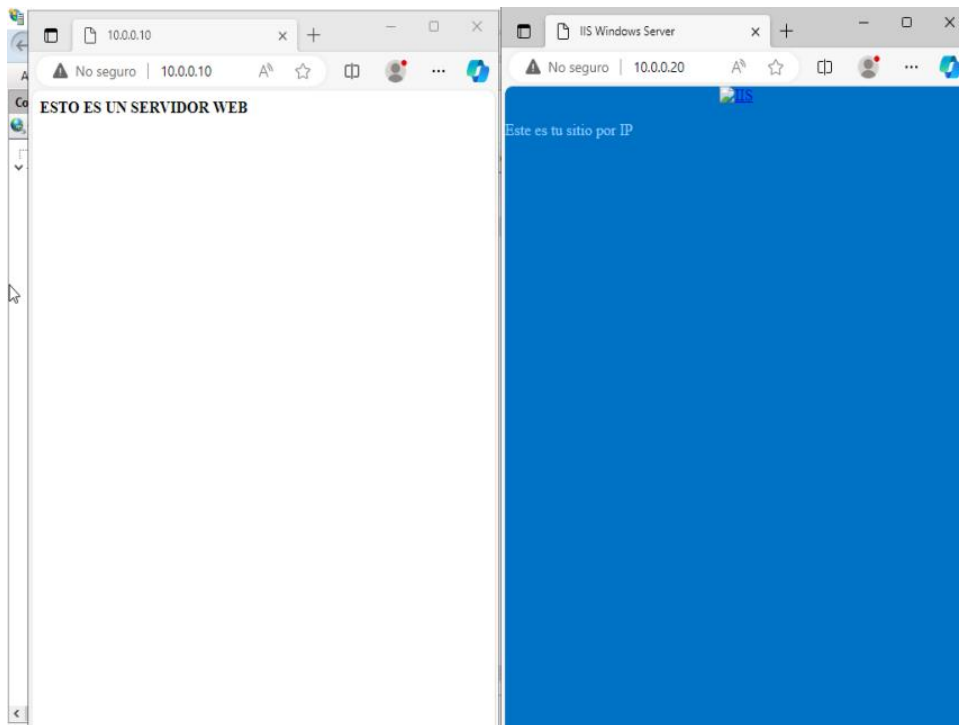 10.0.0.10
No seguro | 10.0.0.10
ESTO ES UN SERVIDOR WEB
A
Co
IIS Windows Server
No seguro | 10.0.0.20
IIS
Este es tu sitio por IP